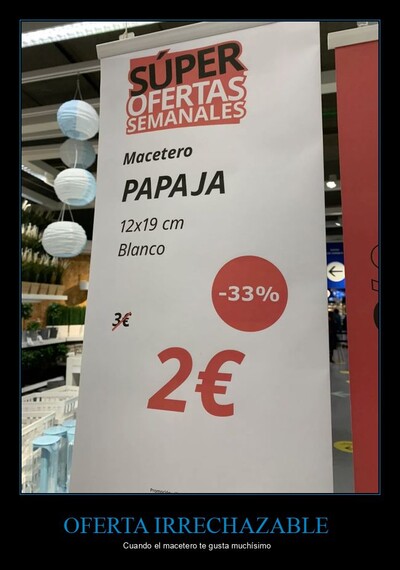 SÚPER
OFERTAS
SEMANALES
Macetero
PAPAJA
12x19 cm
Blanco
-33%
3€
2€
OFERTA IRRECHAZABLE
Cuando el macetero te gusta muchísimo